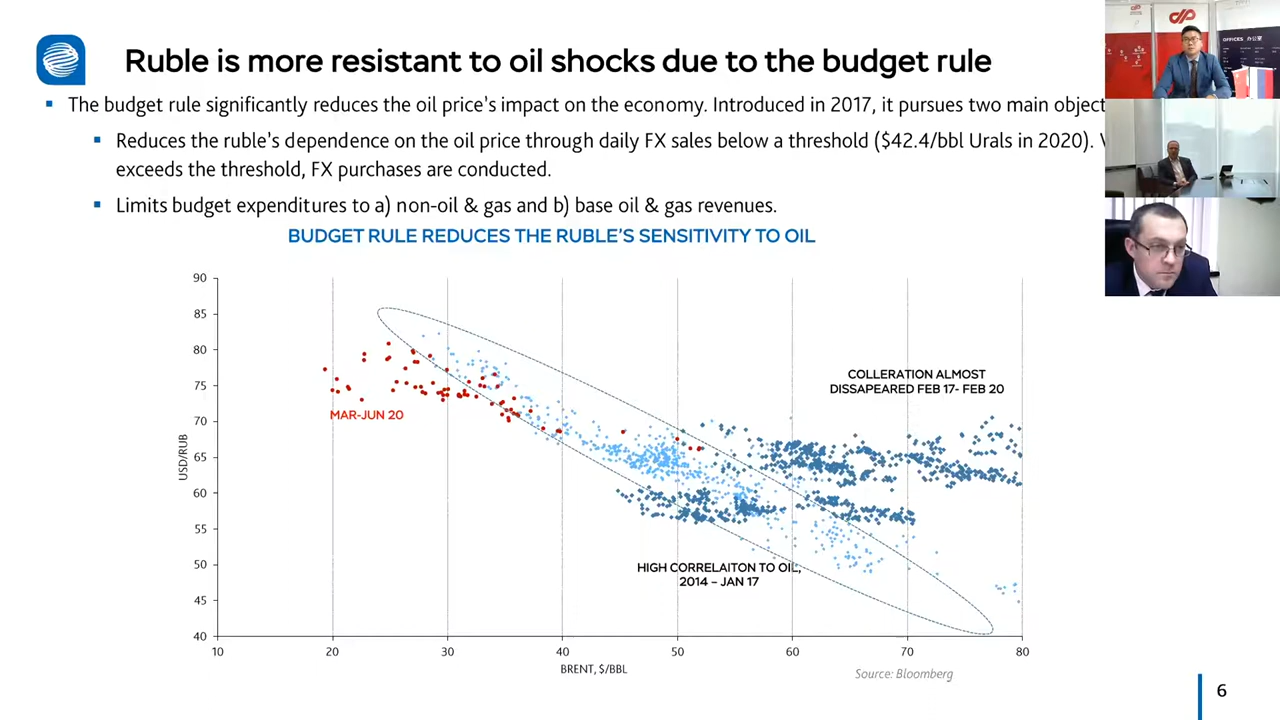 Ruble is more resistant to oil shocks due to the budget rule
The budget rule significantly reduces the oil price's impact on the economy. Introduced in 2017, it pursues two main object
Reduces the ruble's dependence on the oil price through daily FX sales below a threshold ($42.4/bbl Urals in 2020).
exceeds the threshold, FX purchases are conducted.
Limits budget expenditures to a) non-oil & gas and b) base oil & gas revenues.
BUDGET RULE REDUCES THE RUBLE'S SENSITIVITY TO OIL
90
85
80
75
70
65
60
55
50
45
40
USD/RUB
COLLERATION ALMOST
DISSAPEARED FEB 17- FEB 20
MAR-JUN 20
HIGH CORRELAITON TO OIL,
2014 – JAN 17
10
20
30
40
50
60
70
80
BRENT, $/BBL
Source: Bloomberg
6
OFFICES 办公室